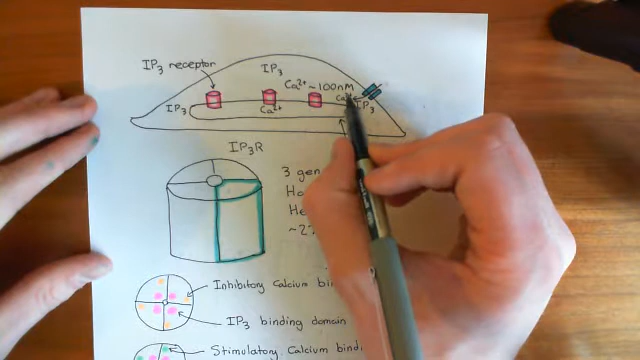 IP3 receptor
IP3
Ca2+ ~100nM
IP3
Ca2+
IP3
IP3R
3 gen
Ho
He
~27
Inhibitory Calcium bin
IP3 binding domain
Stimulatory Calcium bindi